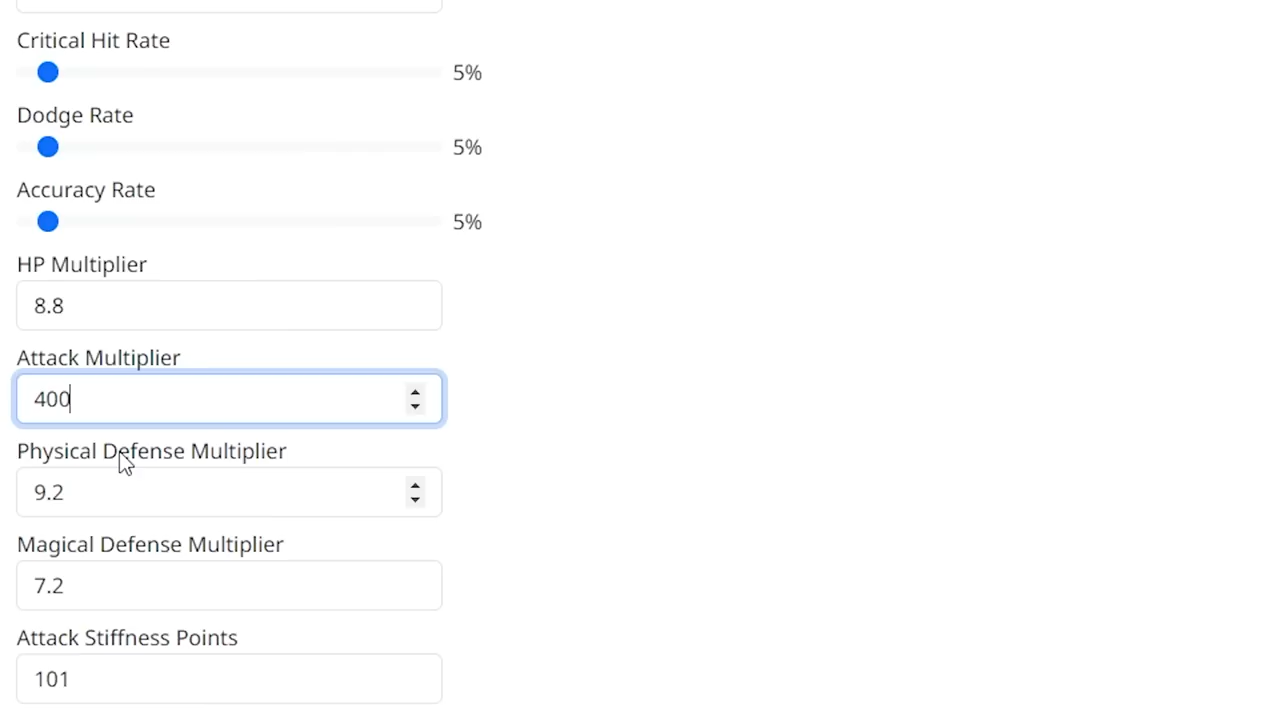 Critical Hit Rate
5%
Dodge Rate
5%
Accuracy Rate
5%
HP Multiplier
8.8
Attack Multiplier
400
Physical Defense Multiplier
9.2
Magical Defense Multiplier
7.2
Attack Stiffness Points
101